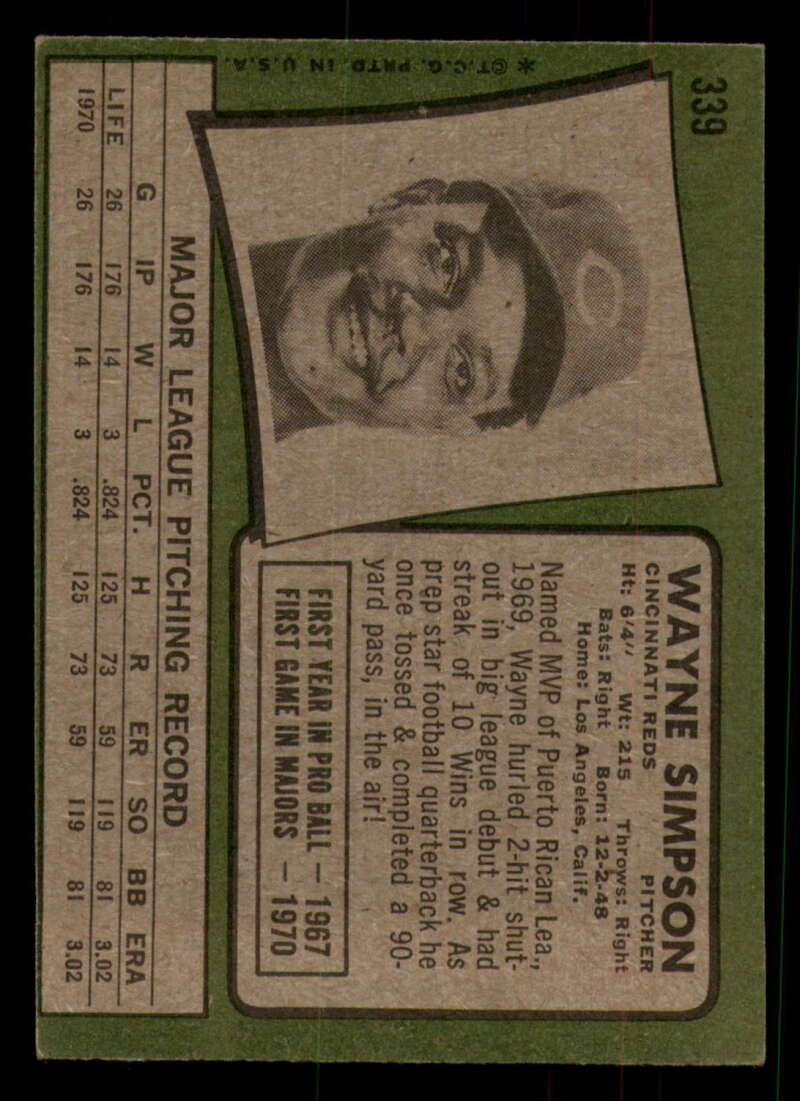 339
* ©T.C.G. PRTD. IN U.S.A.
C
WAYNE SIMPSON
CINCINNATI REDS PITCHER
Ht: 6'4" Wt: 215 Throws: Right
Bats: Right Born: 12-2-48
Home: Los Angeles, Calif.
Named MVP of Puerto Rican Lea.,
1969, Wayne hurled 2-hit shut-
out in big league debut & had
streak of 10 Wins in row. As
prep star football quarterback he
once tossed & completed a 90-
yard pass, in the air!
FIRST YEAR IN PRO BALL — 1967
FIRST GAME IN MAJORS — 1970
MAJOR LEAGUE PITCHING RECORD
G IP W L PCT. H R ER SO BB ERA
LIFE 26 176 14 3 .824 125 73 59 119 81 3.02
1970 26 176 14 3 .824 125 73 59 119 81 3.02